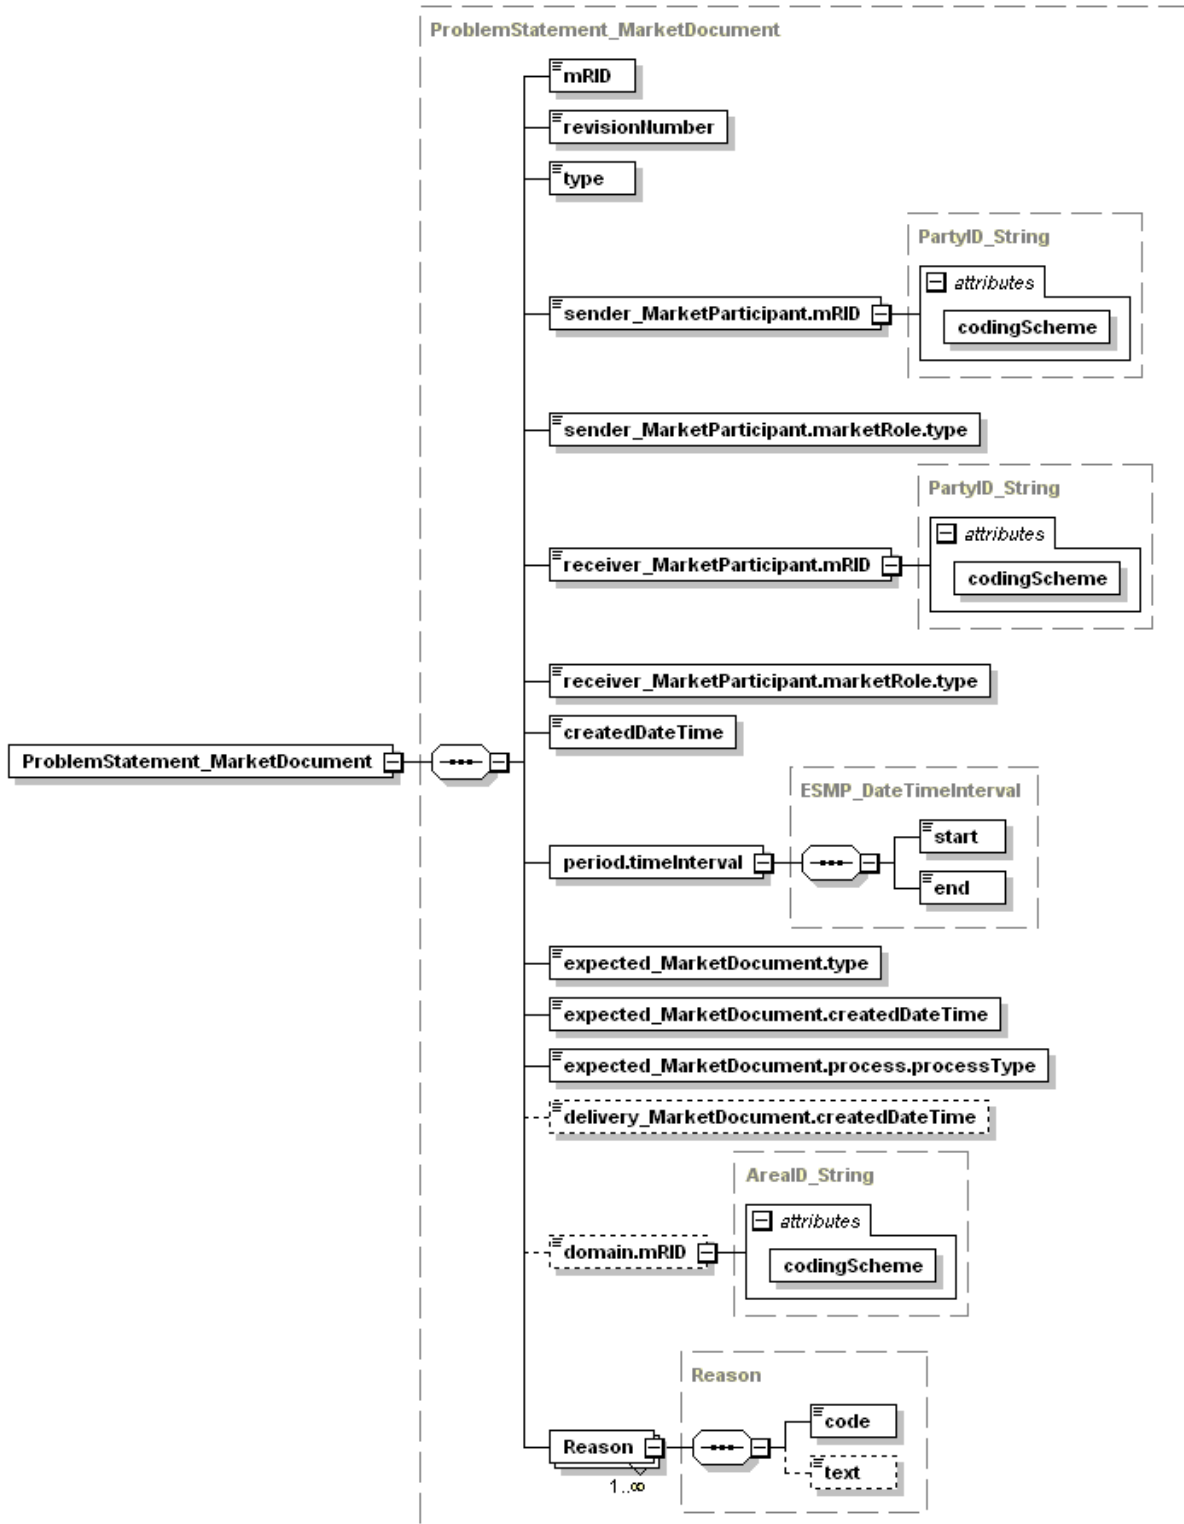 ProblemStatement_MarketDocument
mRID
revisionNumber
type
PartyID_String
attributes
sender_MarketParticipant.mRID
codingScheme
sender_MarketParticipant.marketRole.type
PartyID_String
attributes
receiver_MarketParticipant.mRID
codingScheme
receiver_MarketParticipant.marketRole.type
createdDateTime
ProblemStatement_MarketDocument
ESMP_DateTimeInterval
start
period.timeInterval
end
expected_MarketDocument.type
expected_MarketDocument.createdDateTime
expected_MarketDocument.process.processType
delivery_MarketDocument.createdDateTime
AreaID_String
attributes
domain.mRID
codingScheme
Reason
code
Reason
text
1..∞